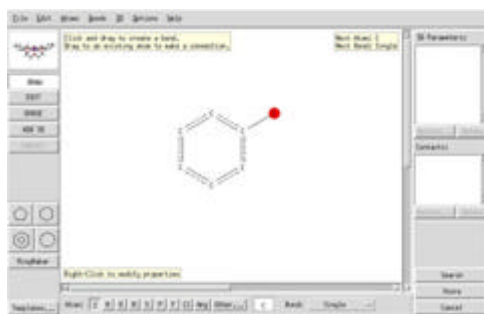 File Edit Atoms Bonds 3D Options Help
Click and drag to create a bond.
Drag to an existing atom to make a connection.
Next Atom: C
Next Bond: Single
3D Parameters:
Draw
EDIT
ERASE
ADD 3D
Contacts:
RingMaker
Right-Click to modify properties
Templates...
Atom: C H O N S P F Cl Any Other... C Bond: Single
Search
Store
Cancel